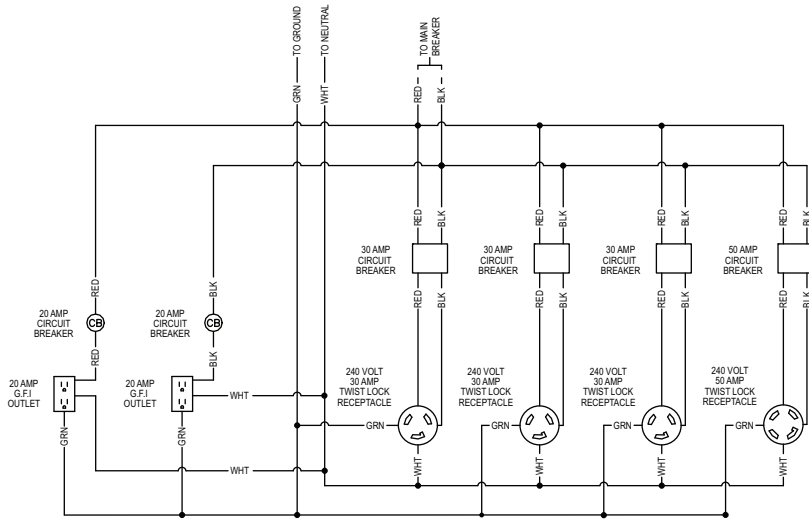 TO GROUND
TO NEUTRAL
TO MAIN
BREAKER
GRN
WHT
RED
BLK
RED
BLK
RED
BLK
RED
BLK
RED
BLK
30 AMP
CIRCUIT
BREAKER
30 AMP
CIRCUIT
BREAKER
30 AMP
CIRCUIT
BREAKER
50 AMP
CIRCUIT
BREAKER
RED
BLK
RED
BLK
RED
BLK
RED
BLK
RED
BLK
20 AMP
CIRCUIT
BREAKER
CB
20 AMP
CIRCUIT
BREAKER
CB
RED
BLK
20 AMP
G.F.I
OUTLET
20 AMP
G.F.I
OUTLET
WHT
240 VOLT
30 AMP
TWIST LOCK
RECEPTACLE
240 VOLT
30 AMP
TWIST LOCK
RECEPTACLE
240 VOLT
30 AMP
TWIST LOCK
RECEPTACLE
240 VOLT
50 AMP
TWIST LOCK
RECEPTACLE
GRN
GRN
GRN
GRN
GRN
GRN
WHT
WHT
WHT
WHT
WHT